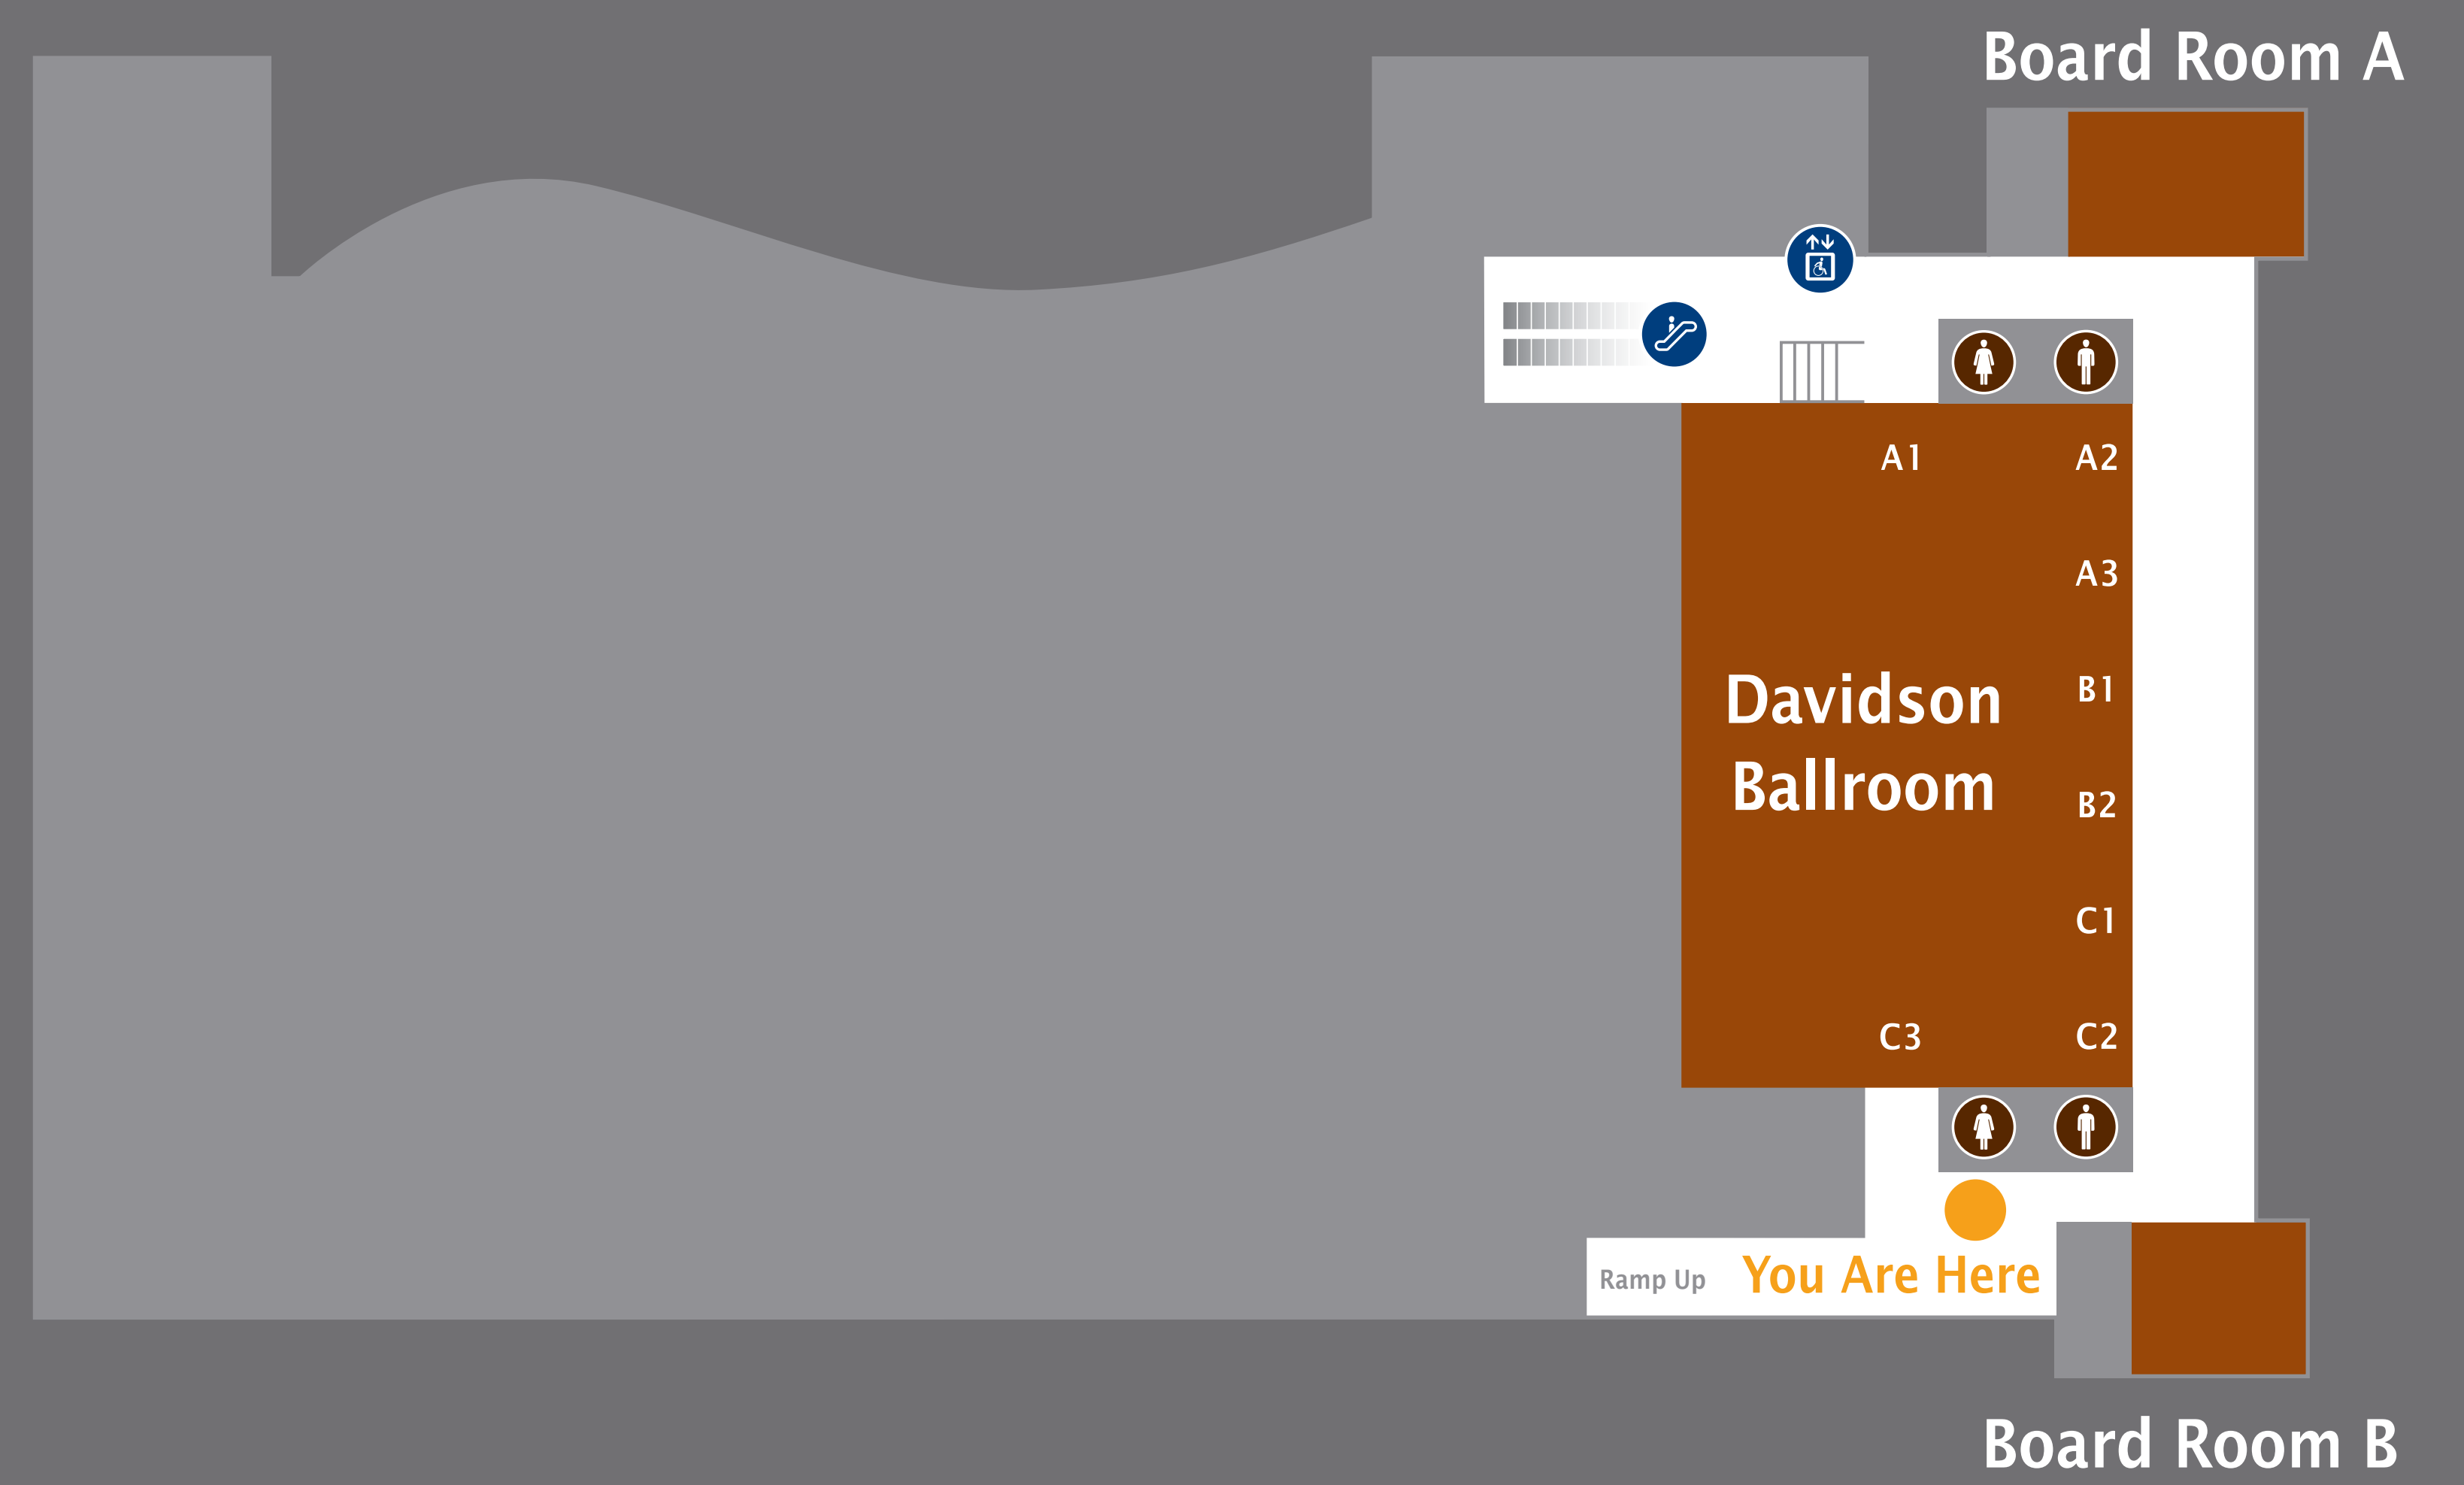 Board Room A
A1
A2
A3
Davidson
Ballroom
B1
B2
C1
C3
C2
Ramp Up
You Are Here
Board Room B